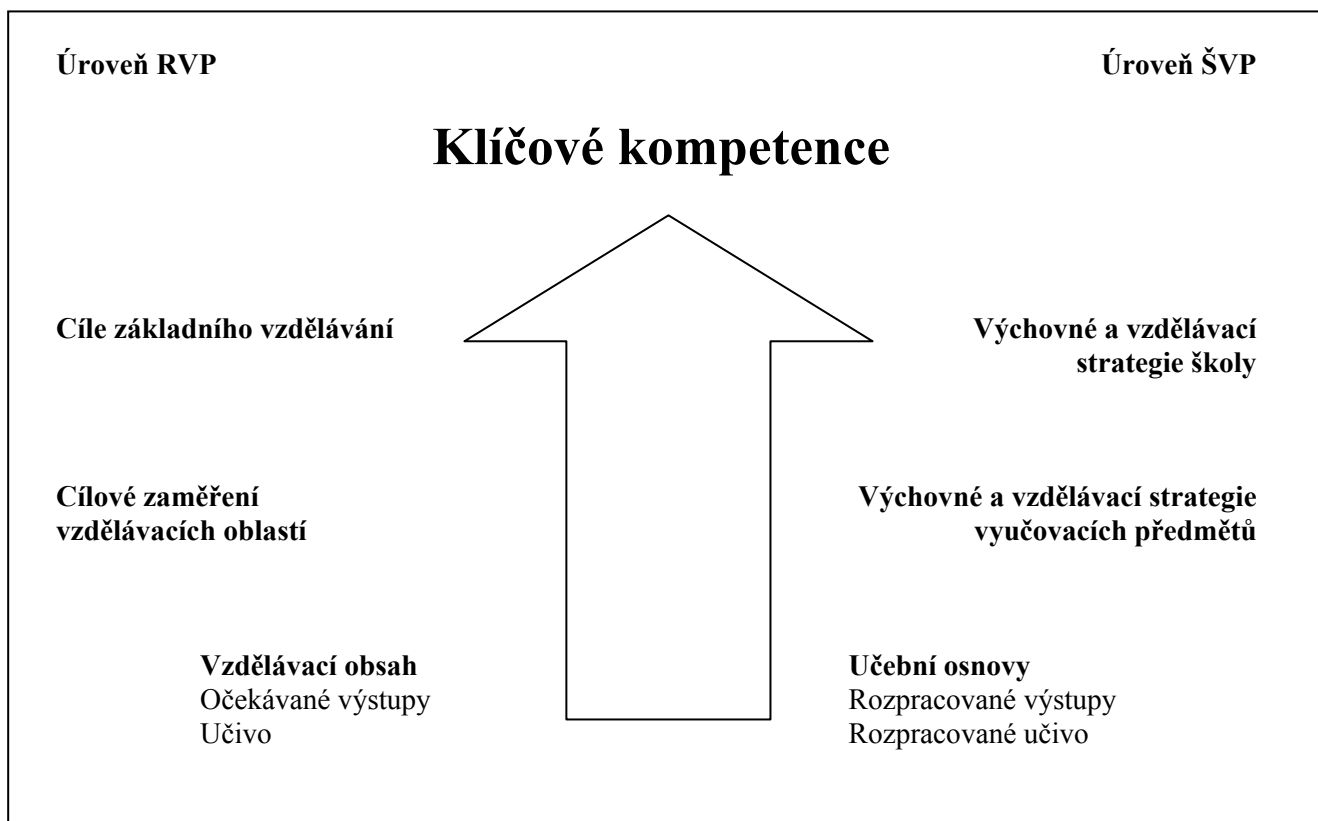 Úroveň RVP
Úroveň ŠVP
Klíčové kompetence
Cíle základního vzdělávání
Výchovné a vzdělávací
strategie školy
Cílové zaměření
vzdělávacích oblastí
Výchovné a vzdělávací strategie
vyučovacích předmětů
Vzdělávací obsah
Očekávané výstupy
Učivo
Učební osnovy
Rozpracované výstupy
Rozpracované učivo